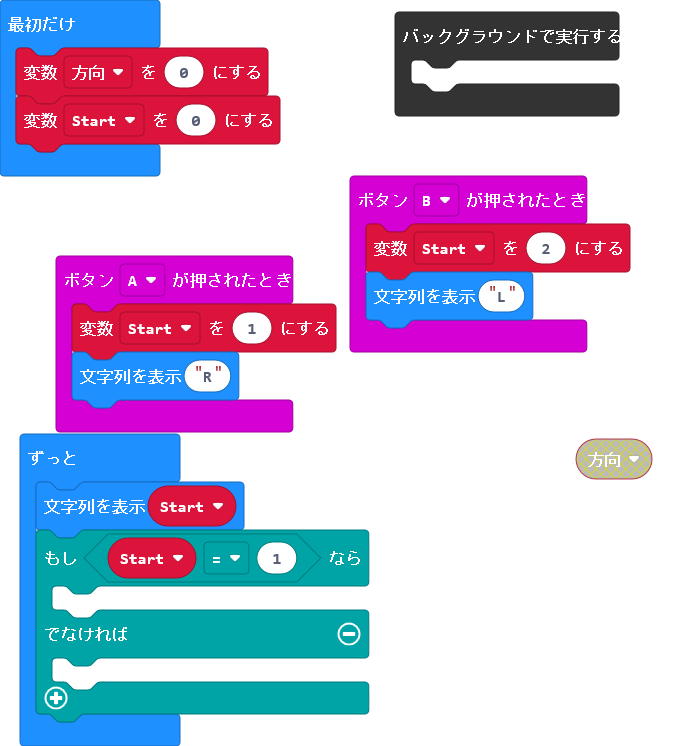 最初だけ
変数 方向 を 0 にする
変数 Start を 0 にする
バックグラウンドで実行する
ボタン B が押されたとき
変数 Start を 2 にする
文字列を表示 "L"
ボタン A が押されたとき
変数 Start を 1 にする
文字列を表示 "R"
ずっと
文字列を表示 Start
もし Start = 1 なら
でなければ
方向